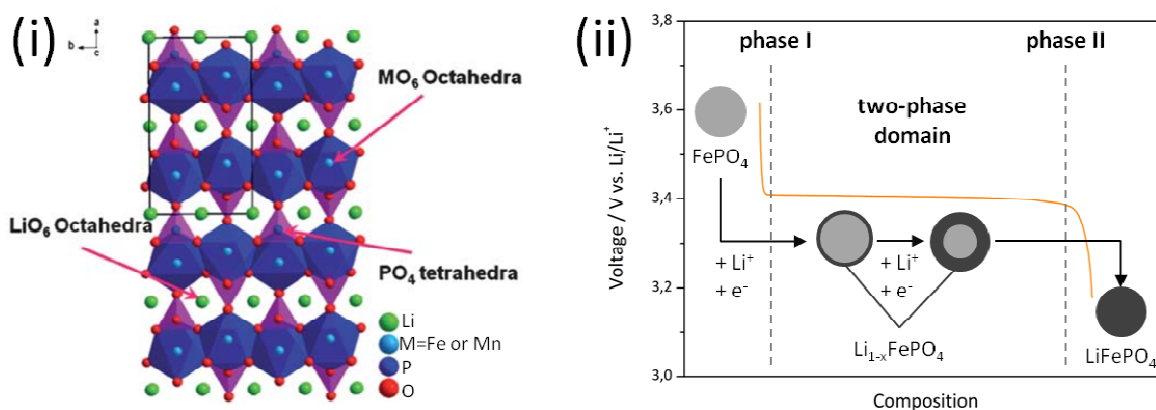 (i)
a
b
c
MO₆ Octahedra
LiO₆ Octahedra
PO₄ tetrahedra
Li
M=Fe or Mn
P
O
(ii)
phase I
phase II
3,8
3,6
3,4
3,2
3,0
Voltage / V vs. Li/Li⁺
two-phase
domain
FePO₄
+ Li⁺
+ e⁻
+ Li⁺
+ e⁻
Li₁₋ₓFePO₄
LiFePO₄
Composition